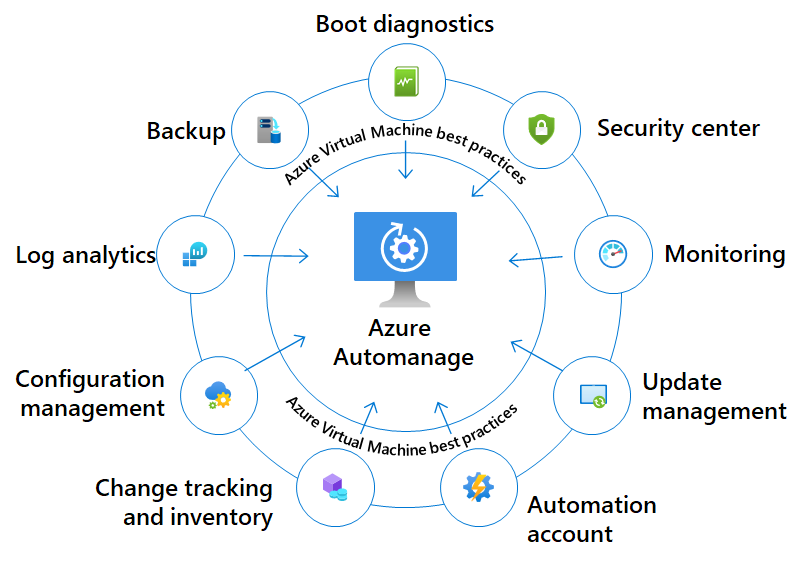 Boot diagnostics
Backup
Azure Virtual Machine best practices
Security center
Log analytics
Monitoring
Azure
Automanage
Configuration
management
Update
management
Azure Virtual Machine best practices
Change tracking
and inventory
Automation
account